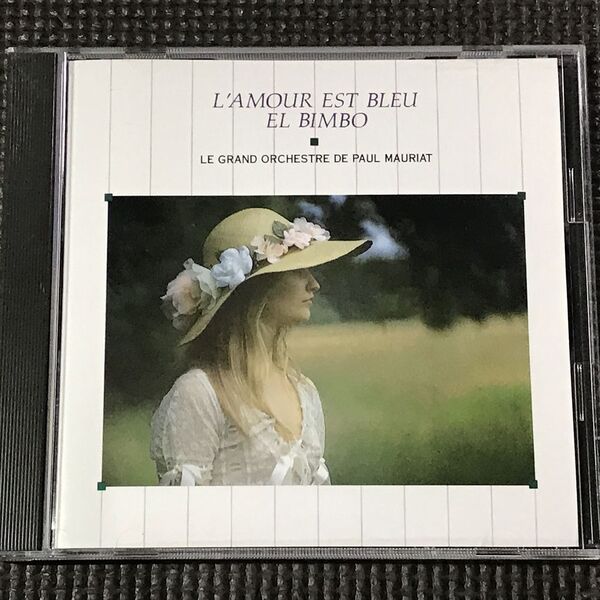 L'AMOUR EST BLEU
EL BIMBO
LE GRAND ORCHESTRE DE PAUL MAURIAT